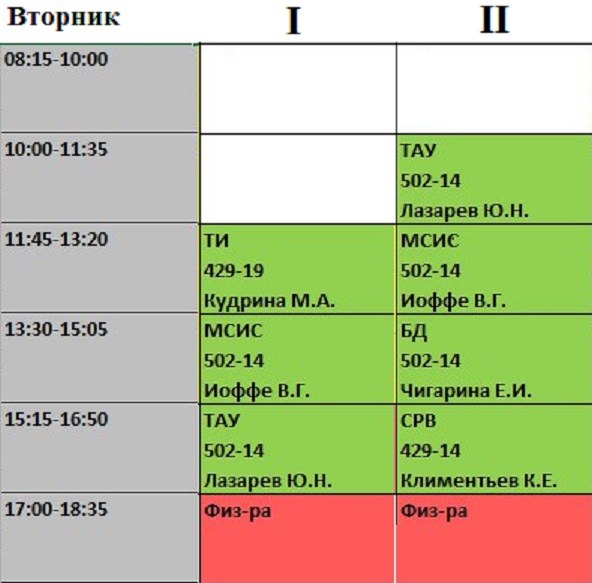 Вторник I II
08:15-10:00
10:00-11:35
ТАУ
502-14
Лазарев Ю.Н.
11:45-13:20
ТИ
429-19
Кудрина М.А.
МСИС
502-14
Иоффе В.Г.
13:30-15:05
МСИС
502-14
Иоффе В.Г.
БД
502-14
Чигарина Е.И.
15:15-16:50
ТАУ
502-14
Лазарев Ю.Н.
СРВ
429-14
Климентьев К.Е.
17:00-18:35
Физ-ра
Физ-ра